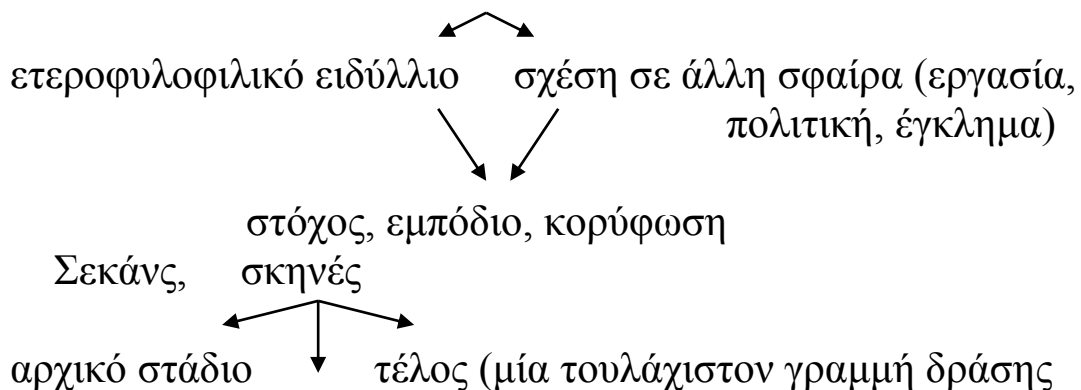 ετεροφυλοφιλικό ειδύλλιο σχέση σε άλλη σφαίρα (εργασία,
πολιτική, έγκλημα)
στόχος, εμπόδιο, κορύφωση
Σεκάνς, σκηνές
αρχικό στάδιο τέλος (μία τουλάχιστον γραμμή δράσης